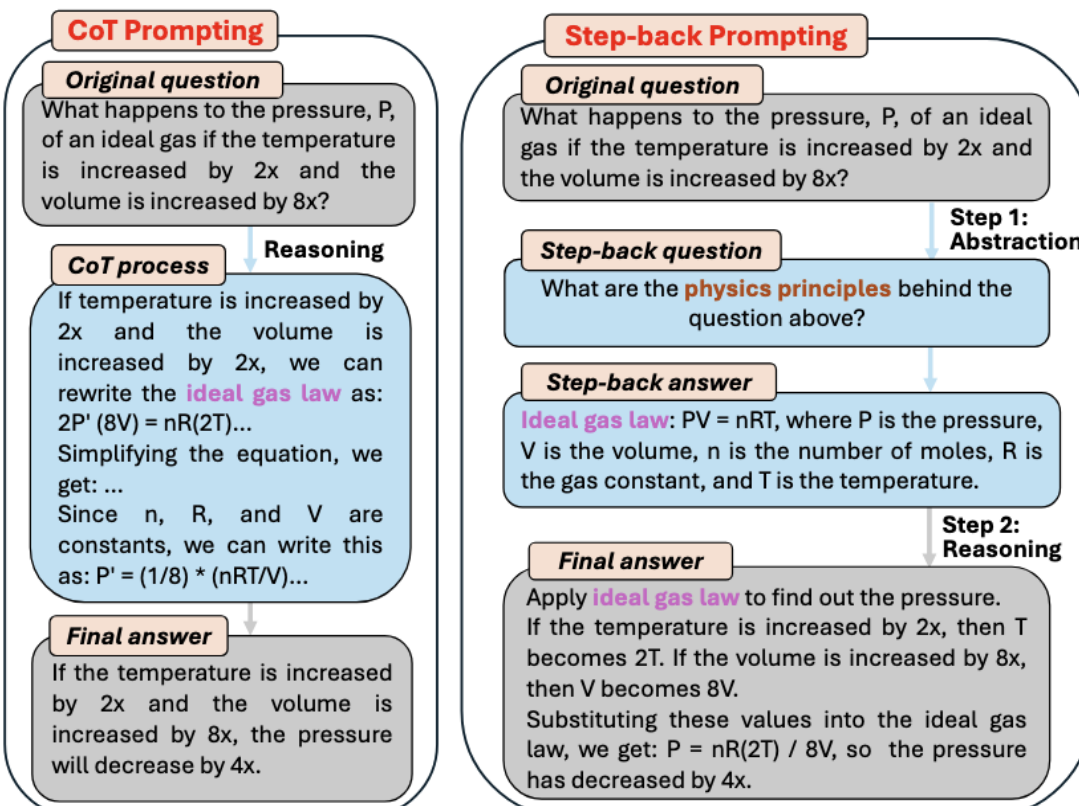 CoT Prompting
Original question
What happens to the pressure, P,
of an ideal gas if the temperature
is increased by 2x and the
volume is increased by 8x?
Reasoning
CoT process
If temperature is increased by
2x and the volume is
increased by 2x, we can
rewrite the ideal gas law as:
2P' (8V) = nR(2T)...
Simplifying the equation, we
get: ...
Since n, R, and V are
constants, we can write this
as: P' = (1/8) * (nRT/V)...
Final answer
If the temperature is increased
by 2x and the volume is
increased by 8x, the pressure
will decrease by 4x.
Step-back Prompting
Original question
What happens to the pressure, P, of an ideal
gas if the temperature is increased by 2x and
the volume is increased by 8x?
Step 1:
Abstraction
Step-back question
What are the physics principles behind the
question above?
Step-back answer
Ideal gas law: PV = nRT, where P is the pressure,
V is the volume, n is the number of moles, R is
the gas constant, and T is the temperature.
Step 2:
Reasoning
Final answer
Apply ideal gas law to find out the pressure.
If the temperature is increased by 2x, then T
becomes 2T. If the volume is increased by 8x,
then V becomes 8V.
Substituting these values into the ideal gas
law, we get: P = nR(2T) / 8V, so the pressure
has decreased by 4x.